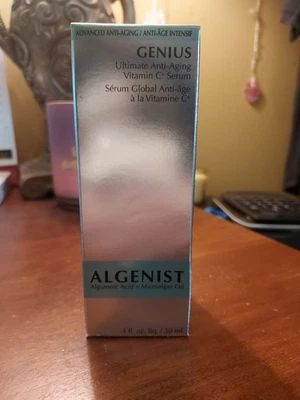 ADVANCED ANTI-AGING / ANTI-ÂGE INTENSIF
GENIUS
Ultimate Anti-Aging
Vitamin C⁺ Serum
Sérum Global Anti-âge
à la Vitamine C⁺
ALGENIST
Alguronic Acid + Microalgae Oil
1 fl. oz. liq. / 30 ml